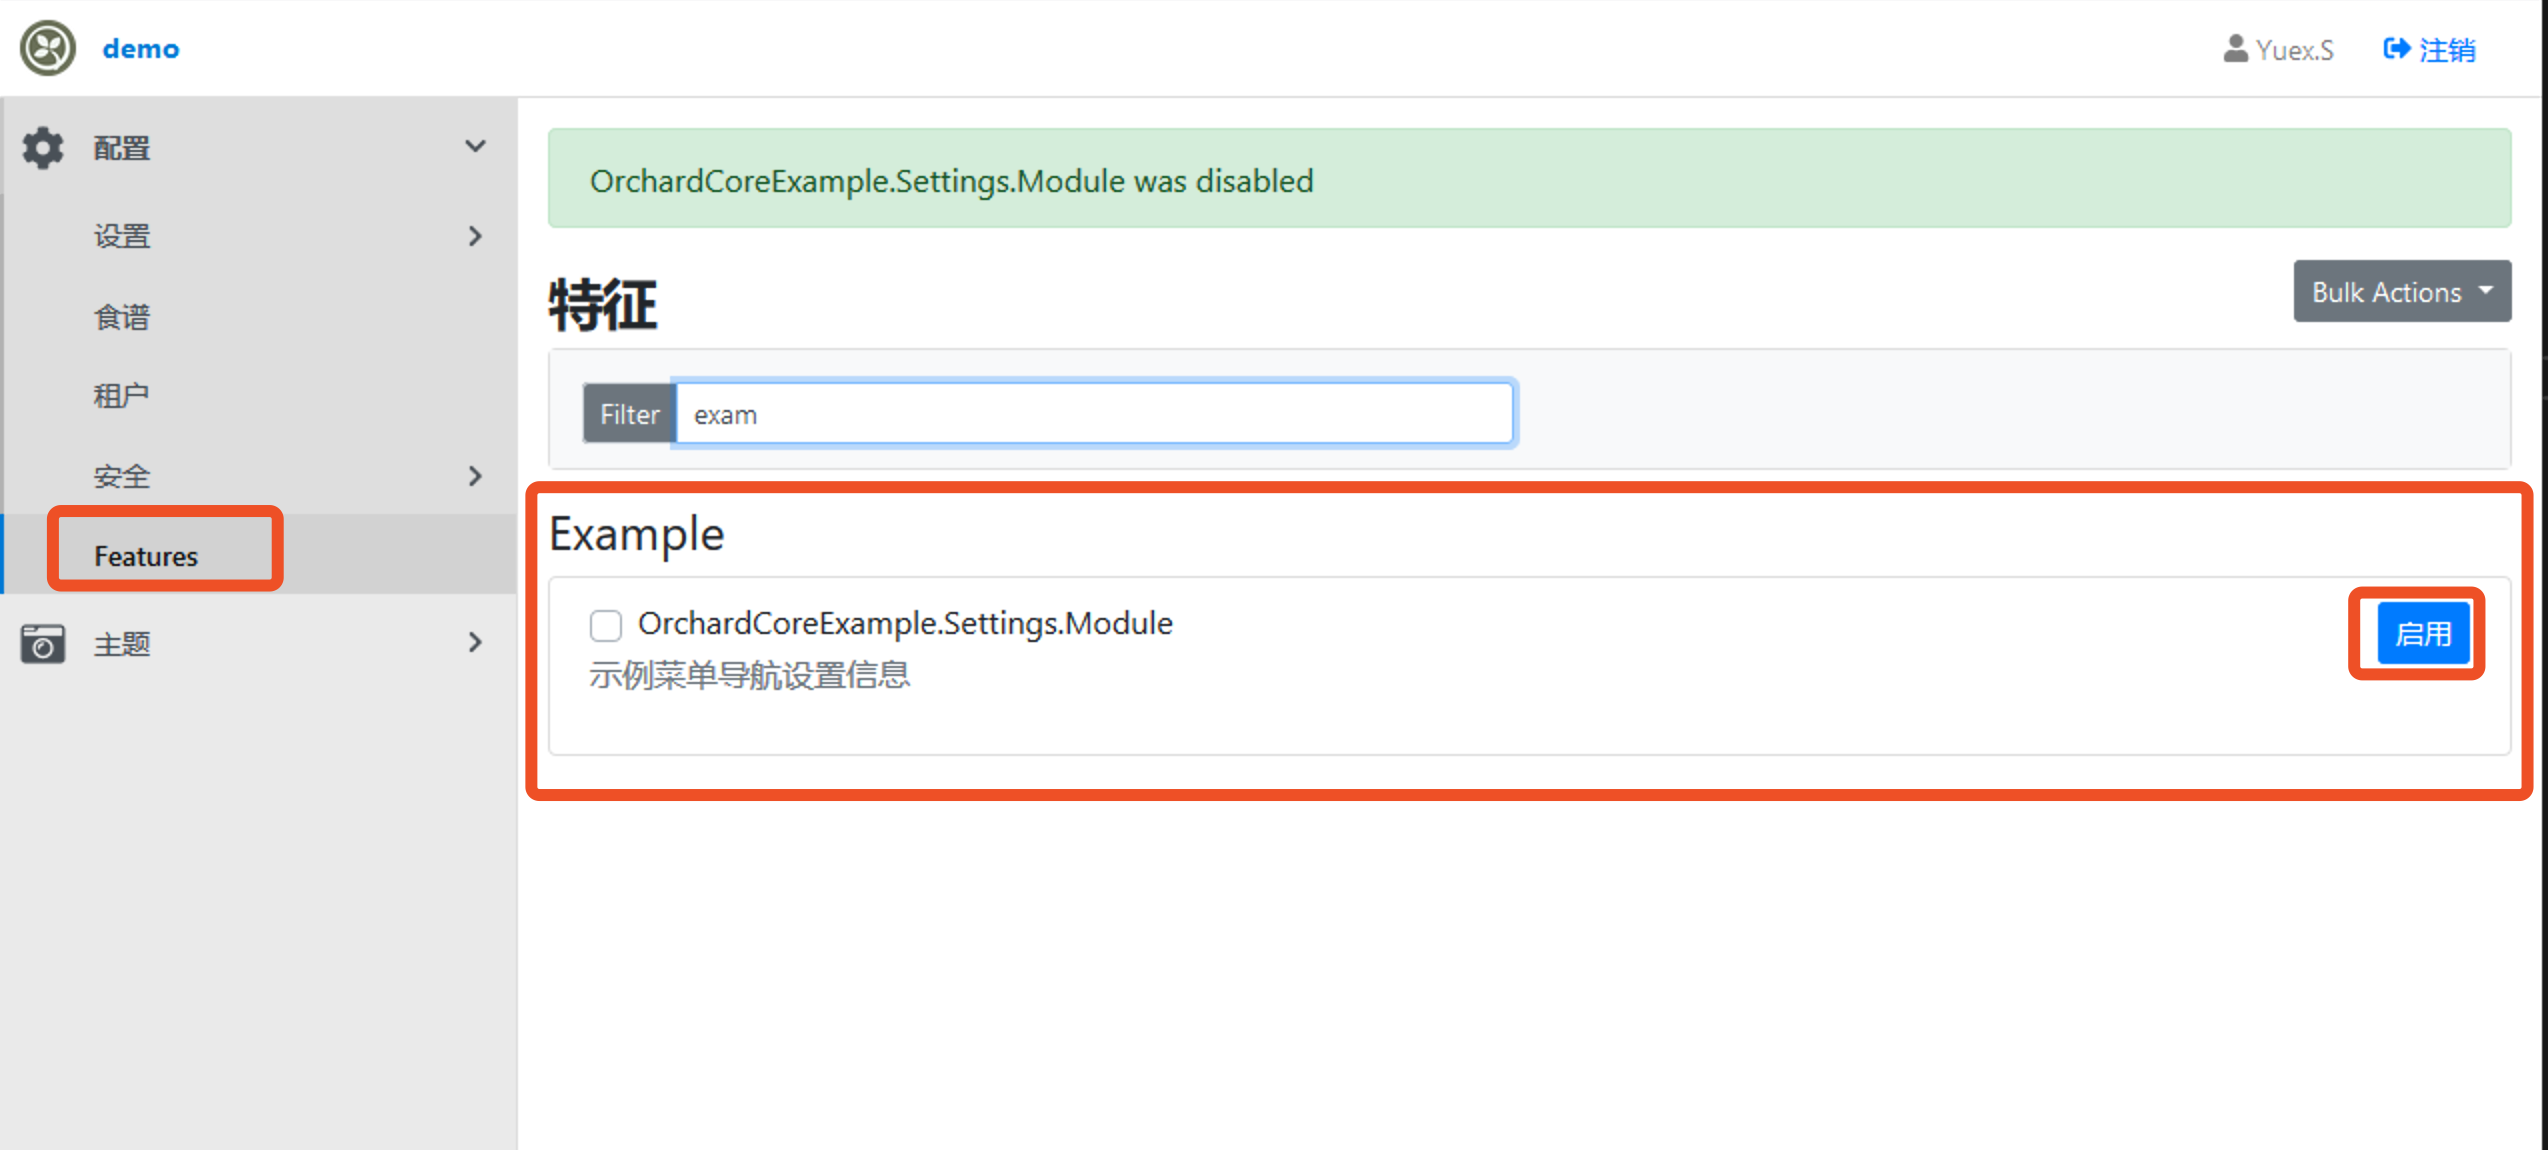 demo
Yuex.S
注销
配置
设置
食谱
租户
安全
Features
主题
OrchardCoreExample.Settings.Module was disabled
特征
Bulk Actions
Filter
exam
Example
OrchardCoreExample.Settings.Module
启用
示例菜单导航设置信息